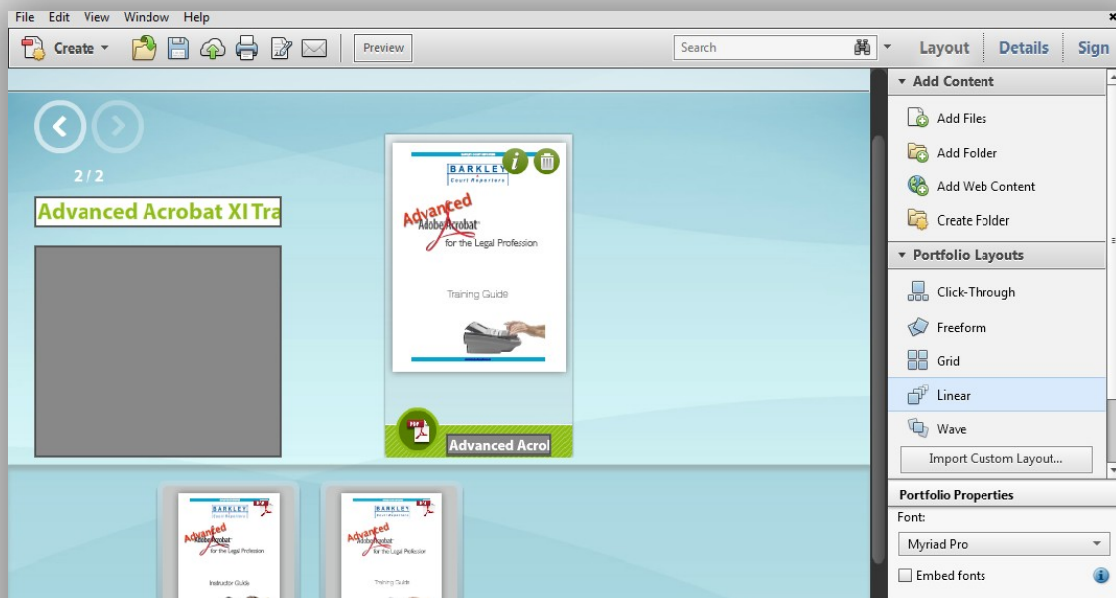 File Edit View Window Help
Create Preview Search Layout Details Sign
Add Content
Add Files
Add Folder
Add Web Content
Create Folder
Portfolio Layouts
Click-Through
Freeform
Grid
Linear
Wave
Import Custom Layout...
Portfolio Properties
Font:
Myriad Pro
Embed fonts
2/2
Advanced Acrobat XI Tra
BARKLEY
Court Reporters
Advanced
Adobe Acrobat
for the Legal Profession
Training Guide
PDF
Advanced Acrol
BARKLEY
Court Reporters
Advanced
Adobe Acrobat
for the Legal Profession
Instructor Guide
BARKLEY
Court Reporters
Advanced
Adobe Acrobat
for the Legal Profession
Training Guide